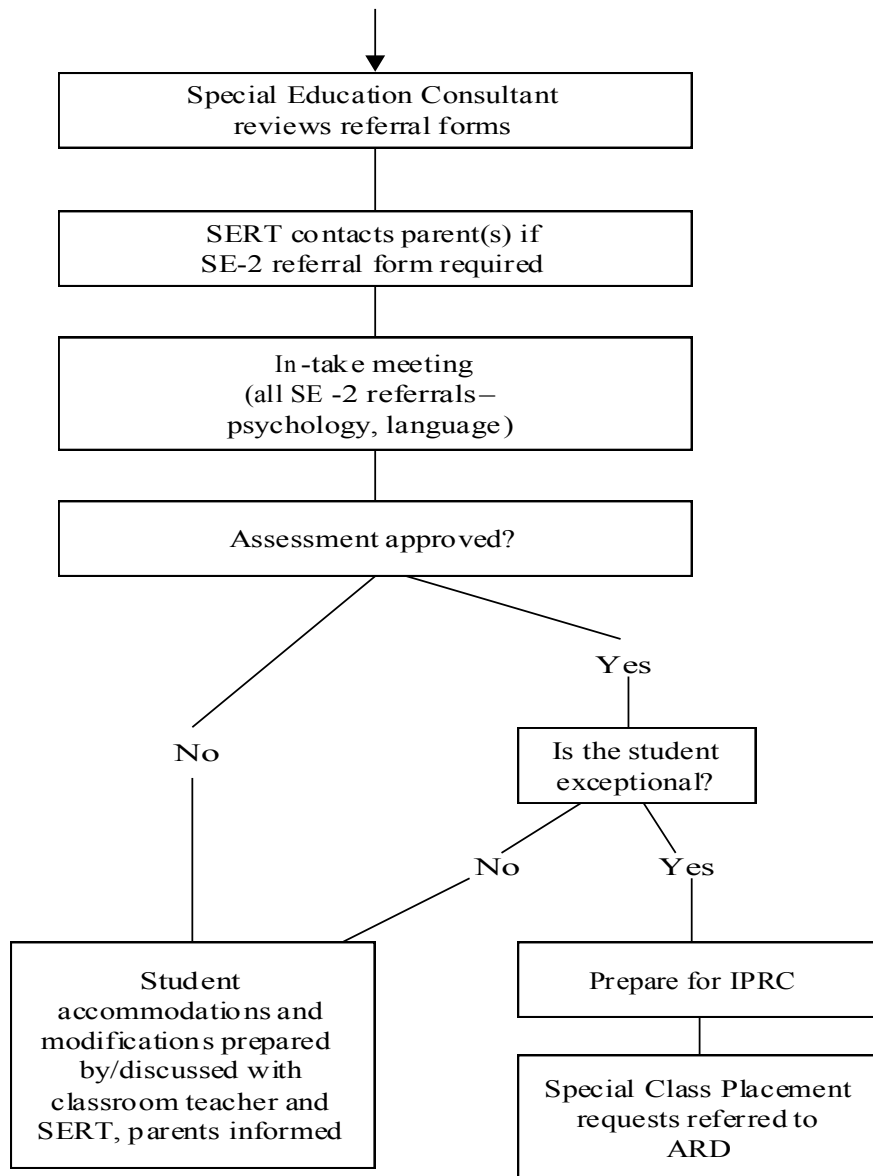 Special Education Consultant
reviews referral forms
SERT contacts parent(s) if
SE-2 referral form required
In-take meeting
(all SE -2 referrals–
psychology, language)
Assessment approved?
Yes
No
Is the student
exceptional?
No
Yes
Student
accommodations and
modifications prepared
by/discussed with
classroom teacher and
SERT, parents informed
Prepare for IPRC
Special Class Placement
requests referred to
ARD